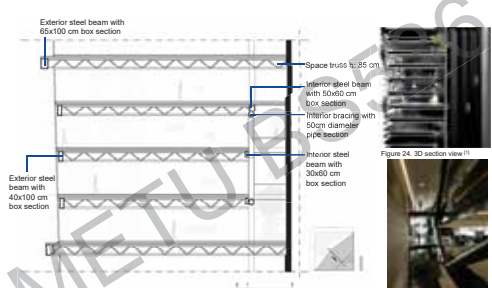 Exterior steel beam with
65x100 cm box section
Space truss h: 85 cm
Interior steel beam
with 50x60 cm
box section
Interior bracing with
50cm diameter
pipe section
Interior steel
beam with
30x60 cm
box section
Exterior steel
beam with
40x100 cm
box section
Figure 24. 3D section view [1]
METU BS536